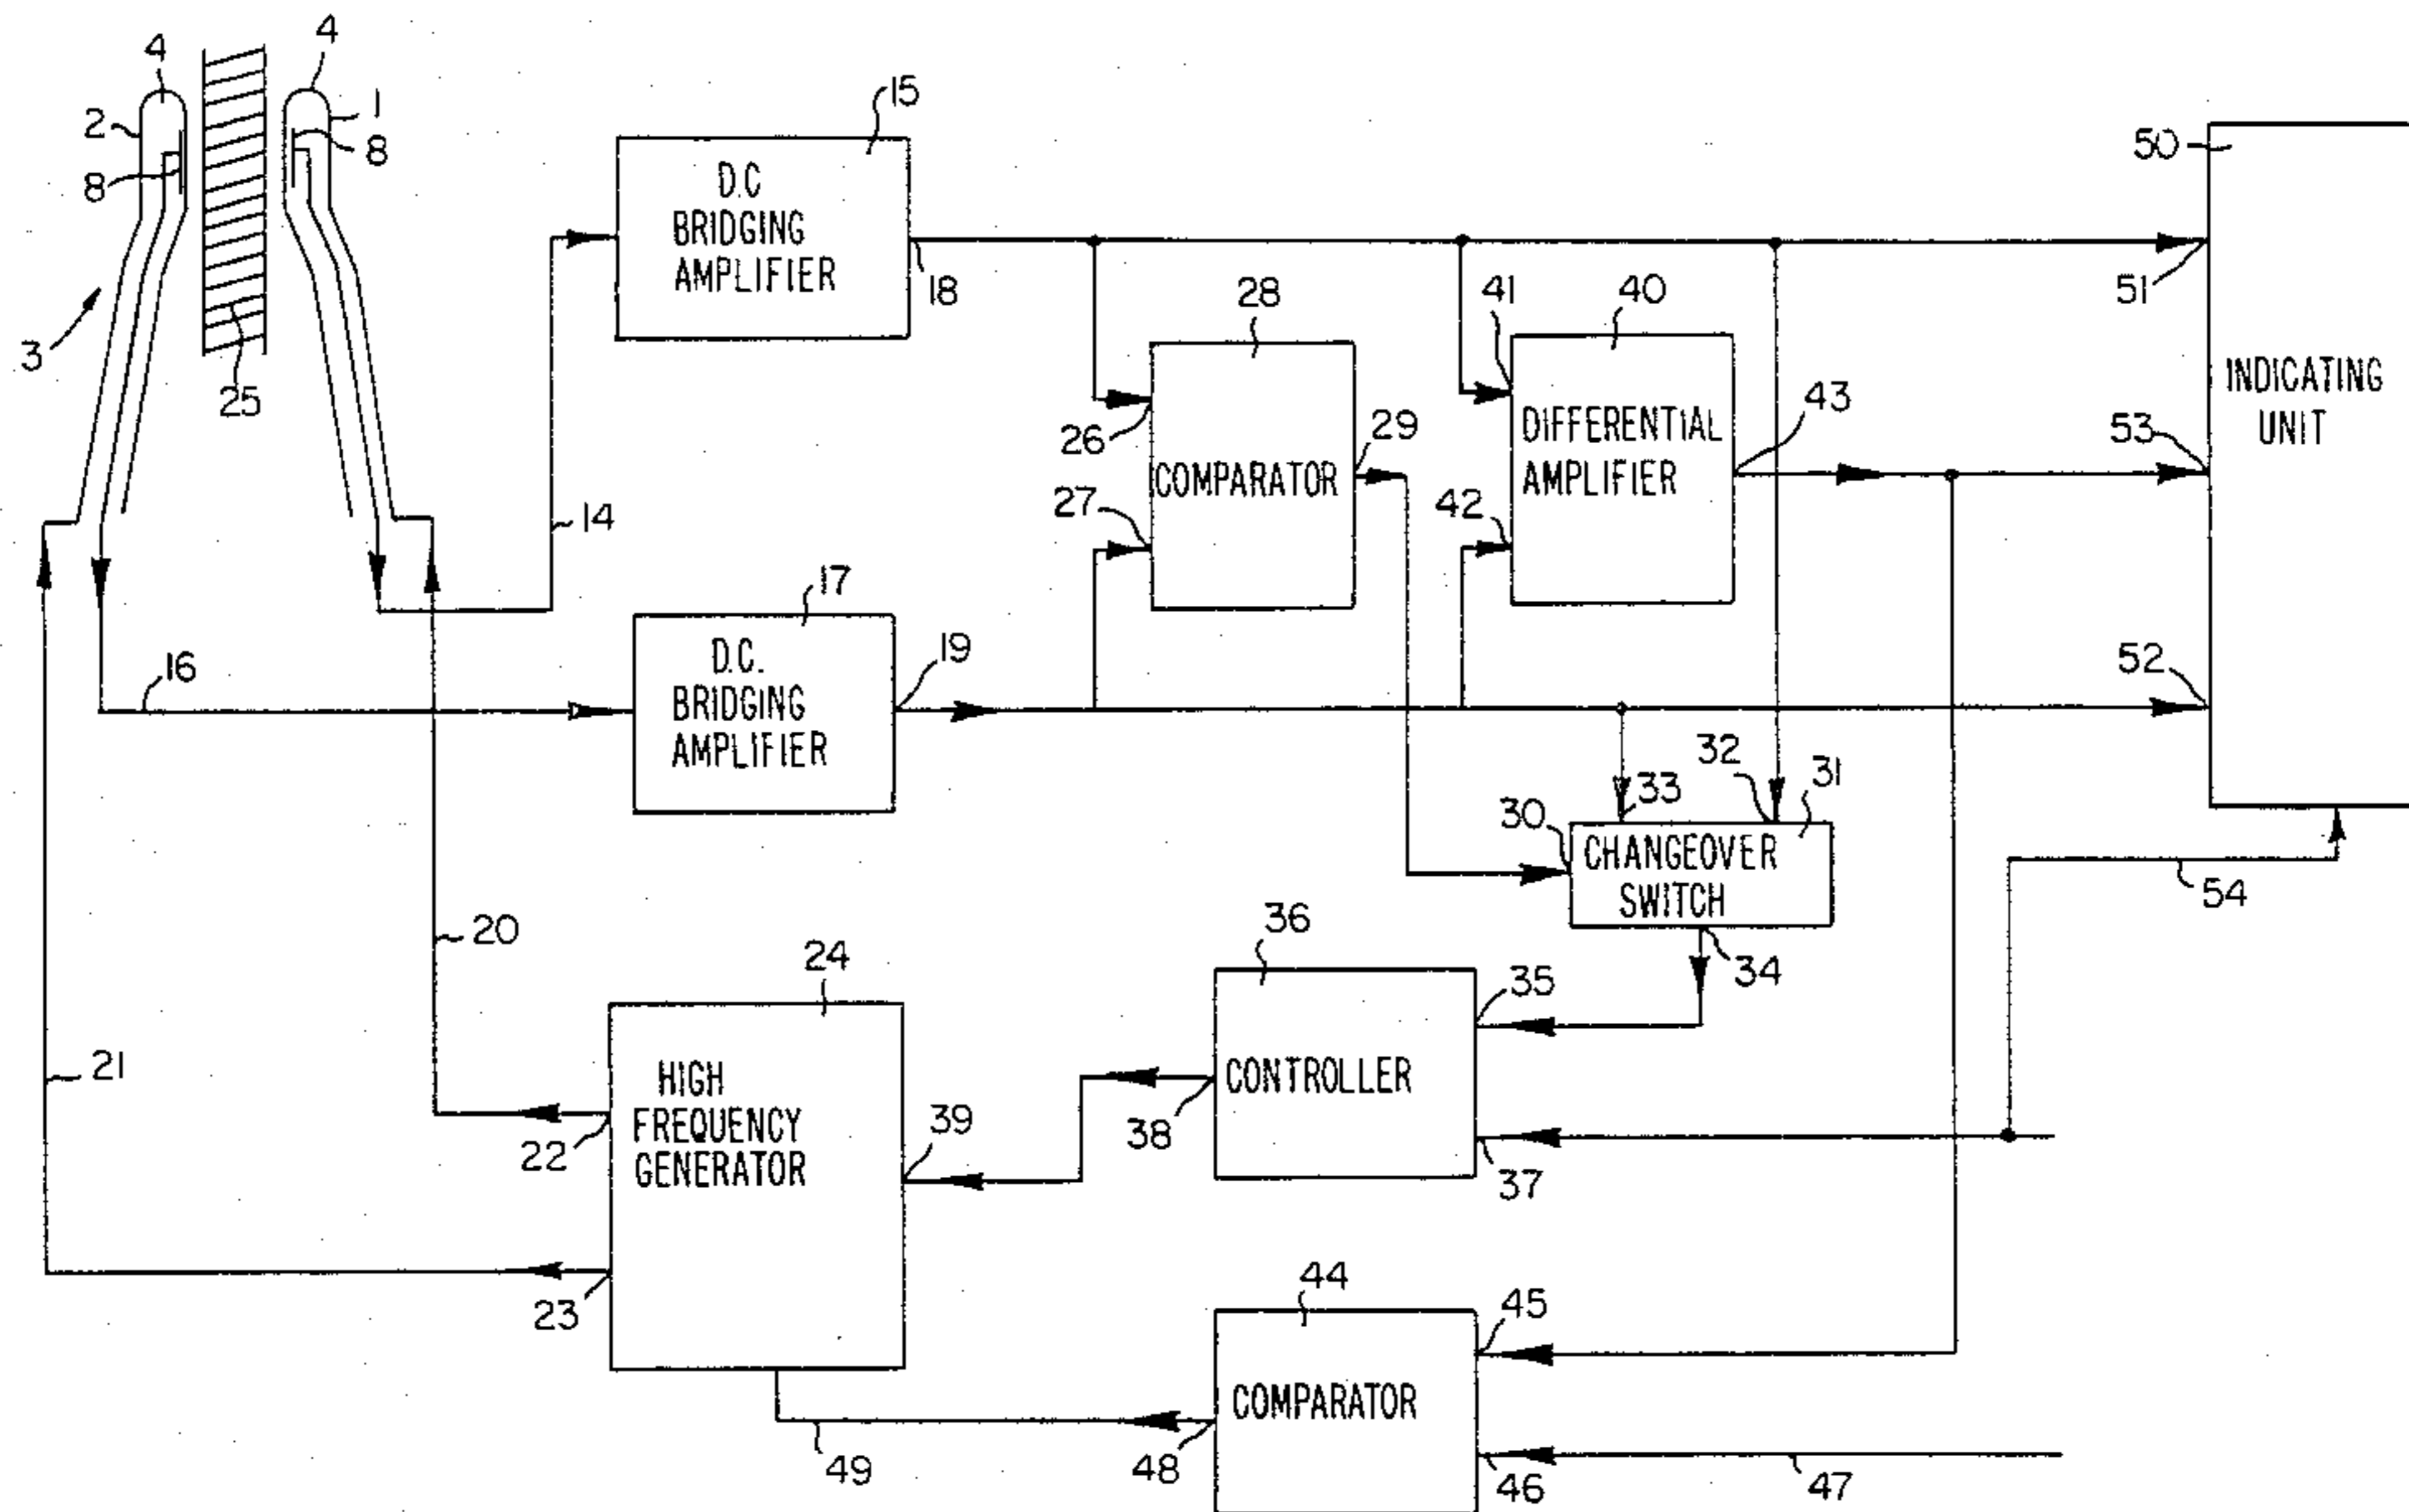 4
4
2
1
8
8
3
25
15
D.C
BRIDGING
AMPLIFIER
18
14
16
17
D.C.
BRIDGING
AMPLIFIER
19
28
26
27
COMPARATOR
29
41
40
42
DIFFERENTIAL
AMPLIFIER
43
50
51
53
52
INDICATING
UNIT
54
33
32
31
30
CHANGEOVER
SWITCH
34
20
21
24
HIGH
FREQUENCY
GENERATOR
22
23
39
36
35
CONTROLLER
38
37
44
45
COMPARATOR
48
46
47
49